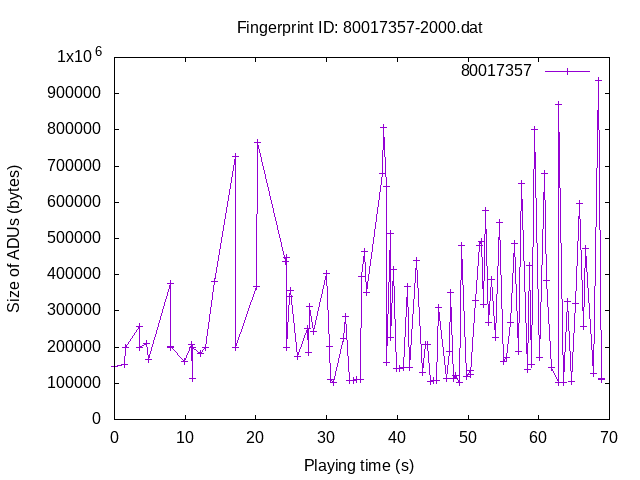 Fingerprint ID: 80017357-2000.dat
80017357
Size of ADUs (bytes)
1x10^6
900000
800000
700000
600000
500000
400000
300000
200000
100000
0
0 10 20 30 40 50 60 70
Playing time (s)